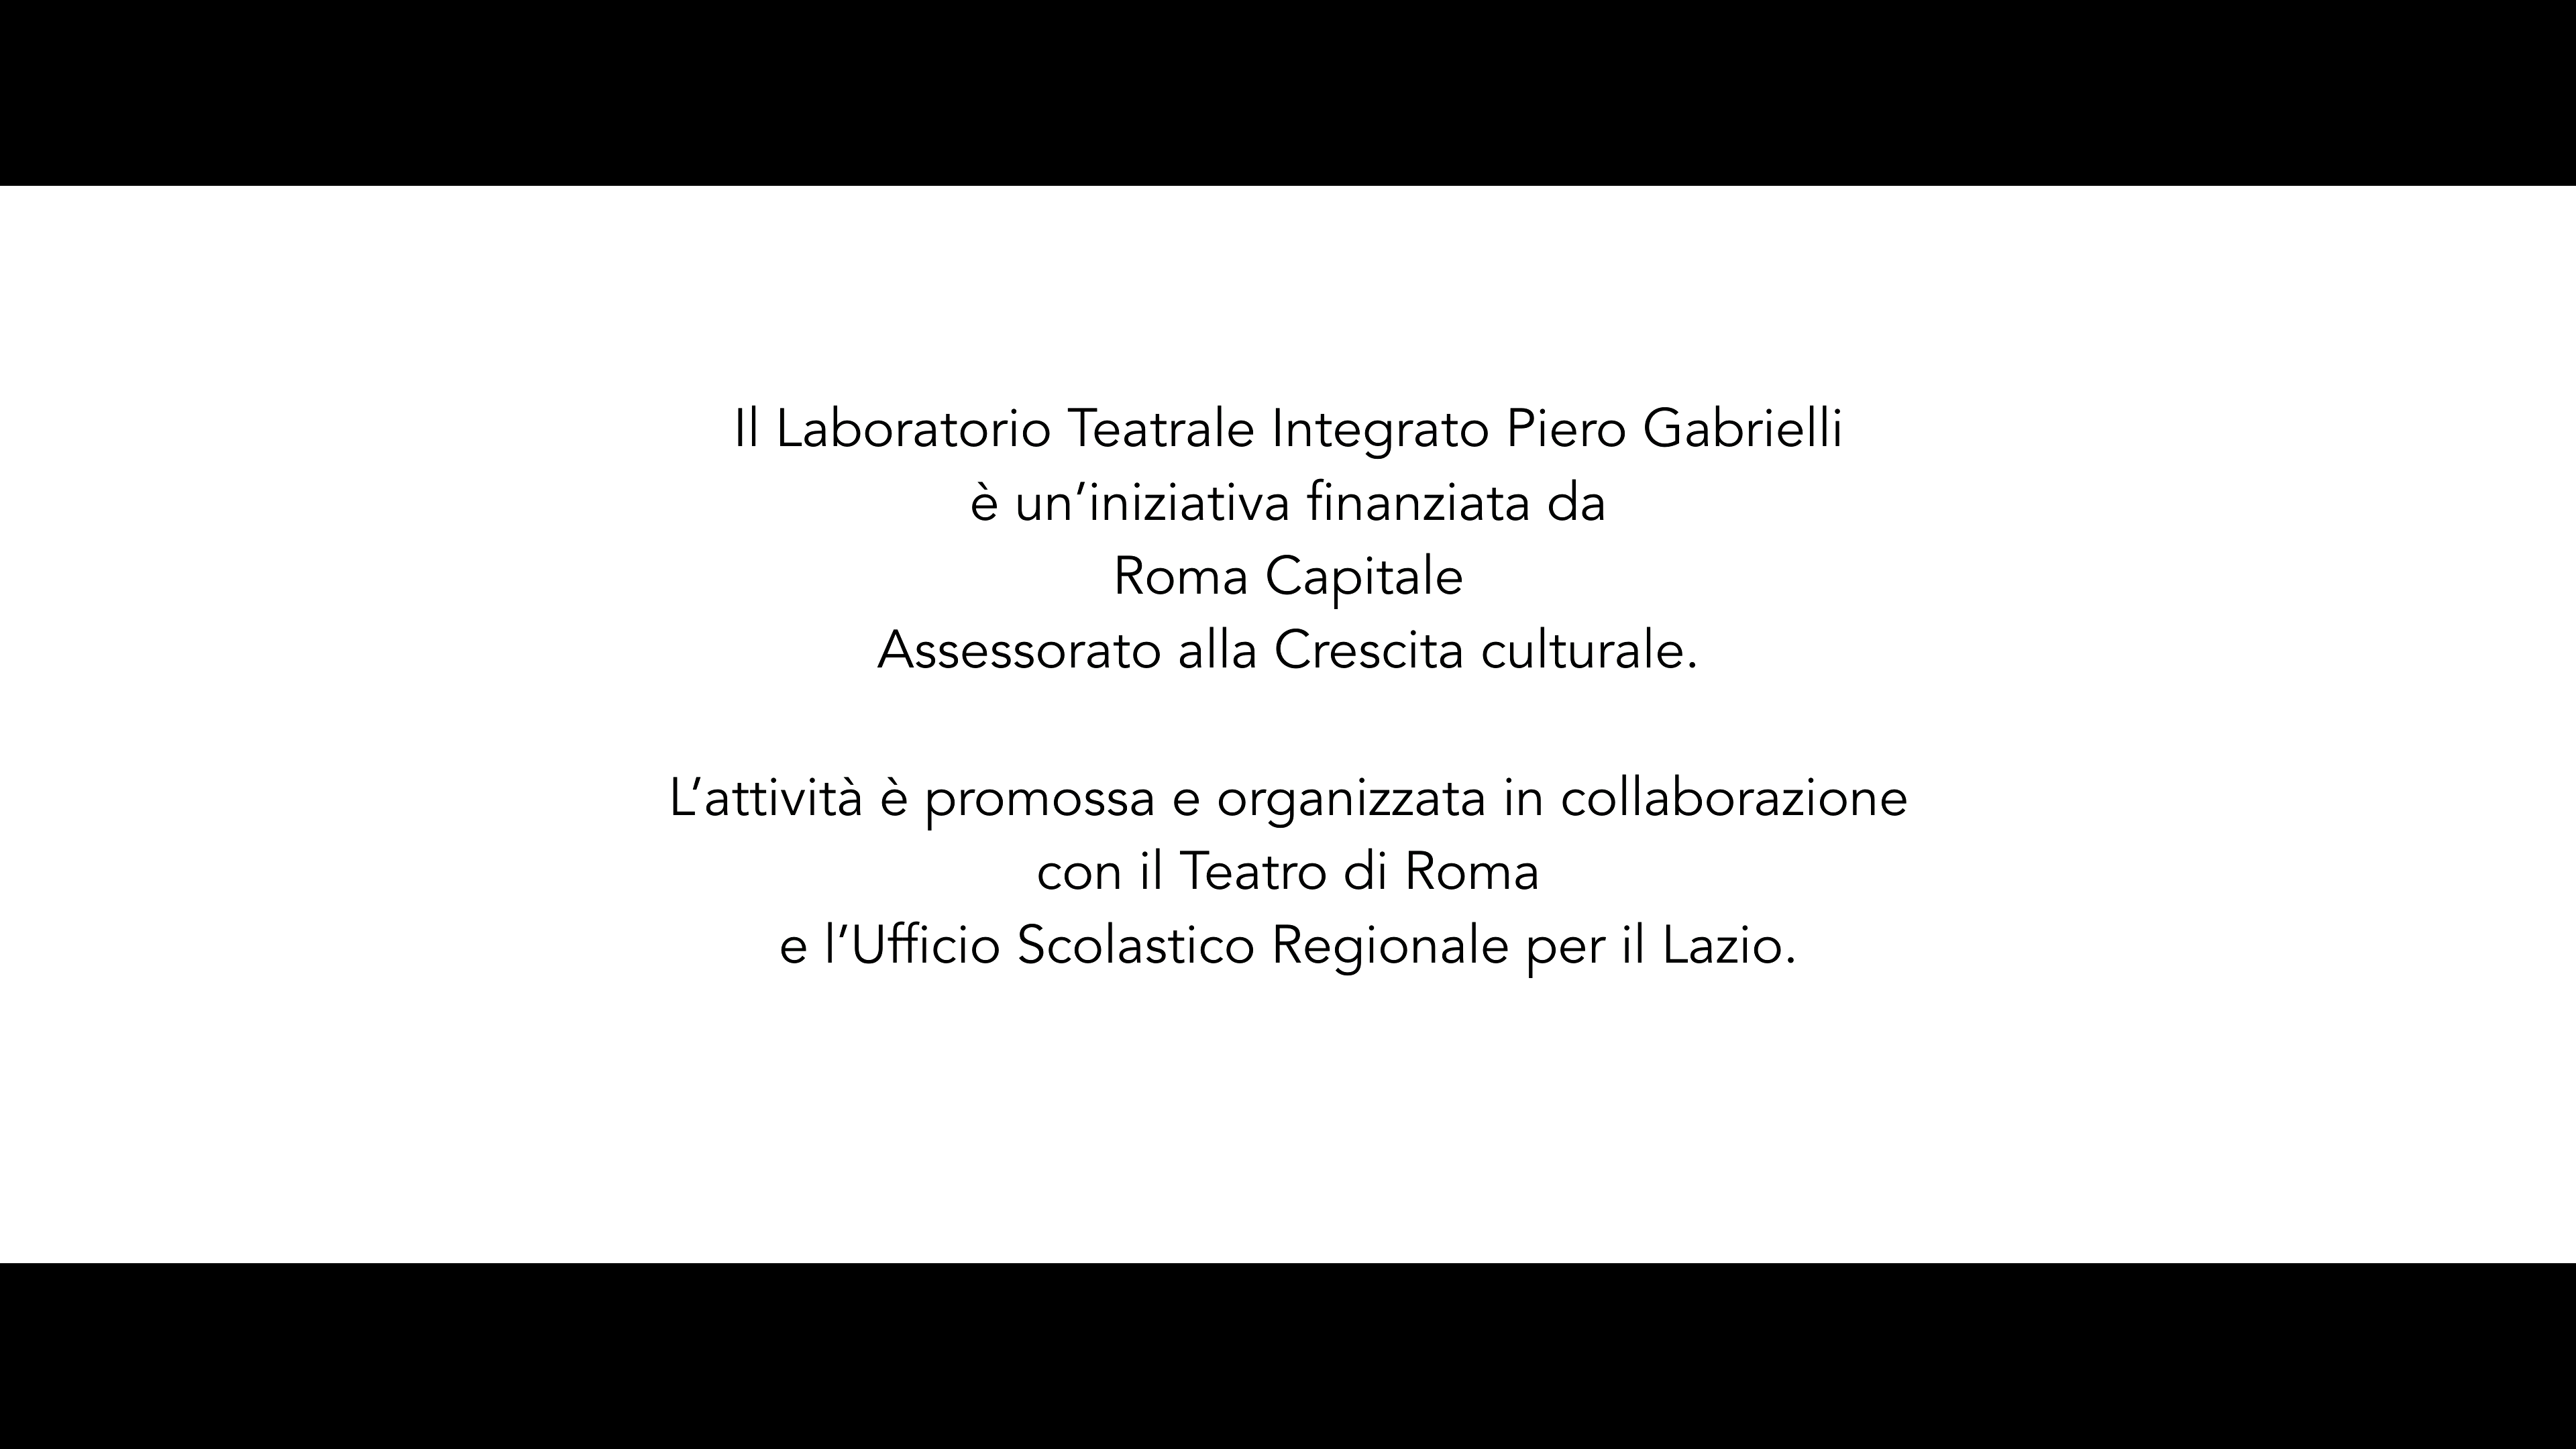 Il Laboratorio Teatrale Integrato Piero Gabrielli
è un’iniziativa finanziata da
Roma Capitale
Assessorato alla Crescita culturale.
L’attività è promossa e organizzata in collaborazione
con il Teatro di Roma
e l’Ufficio Scolastico Regionale per il Lazio.